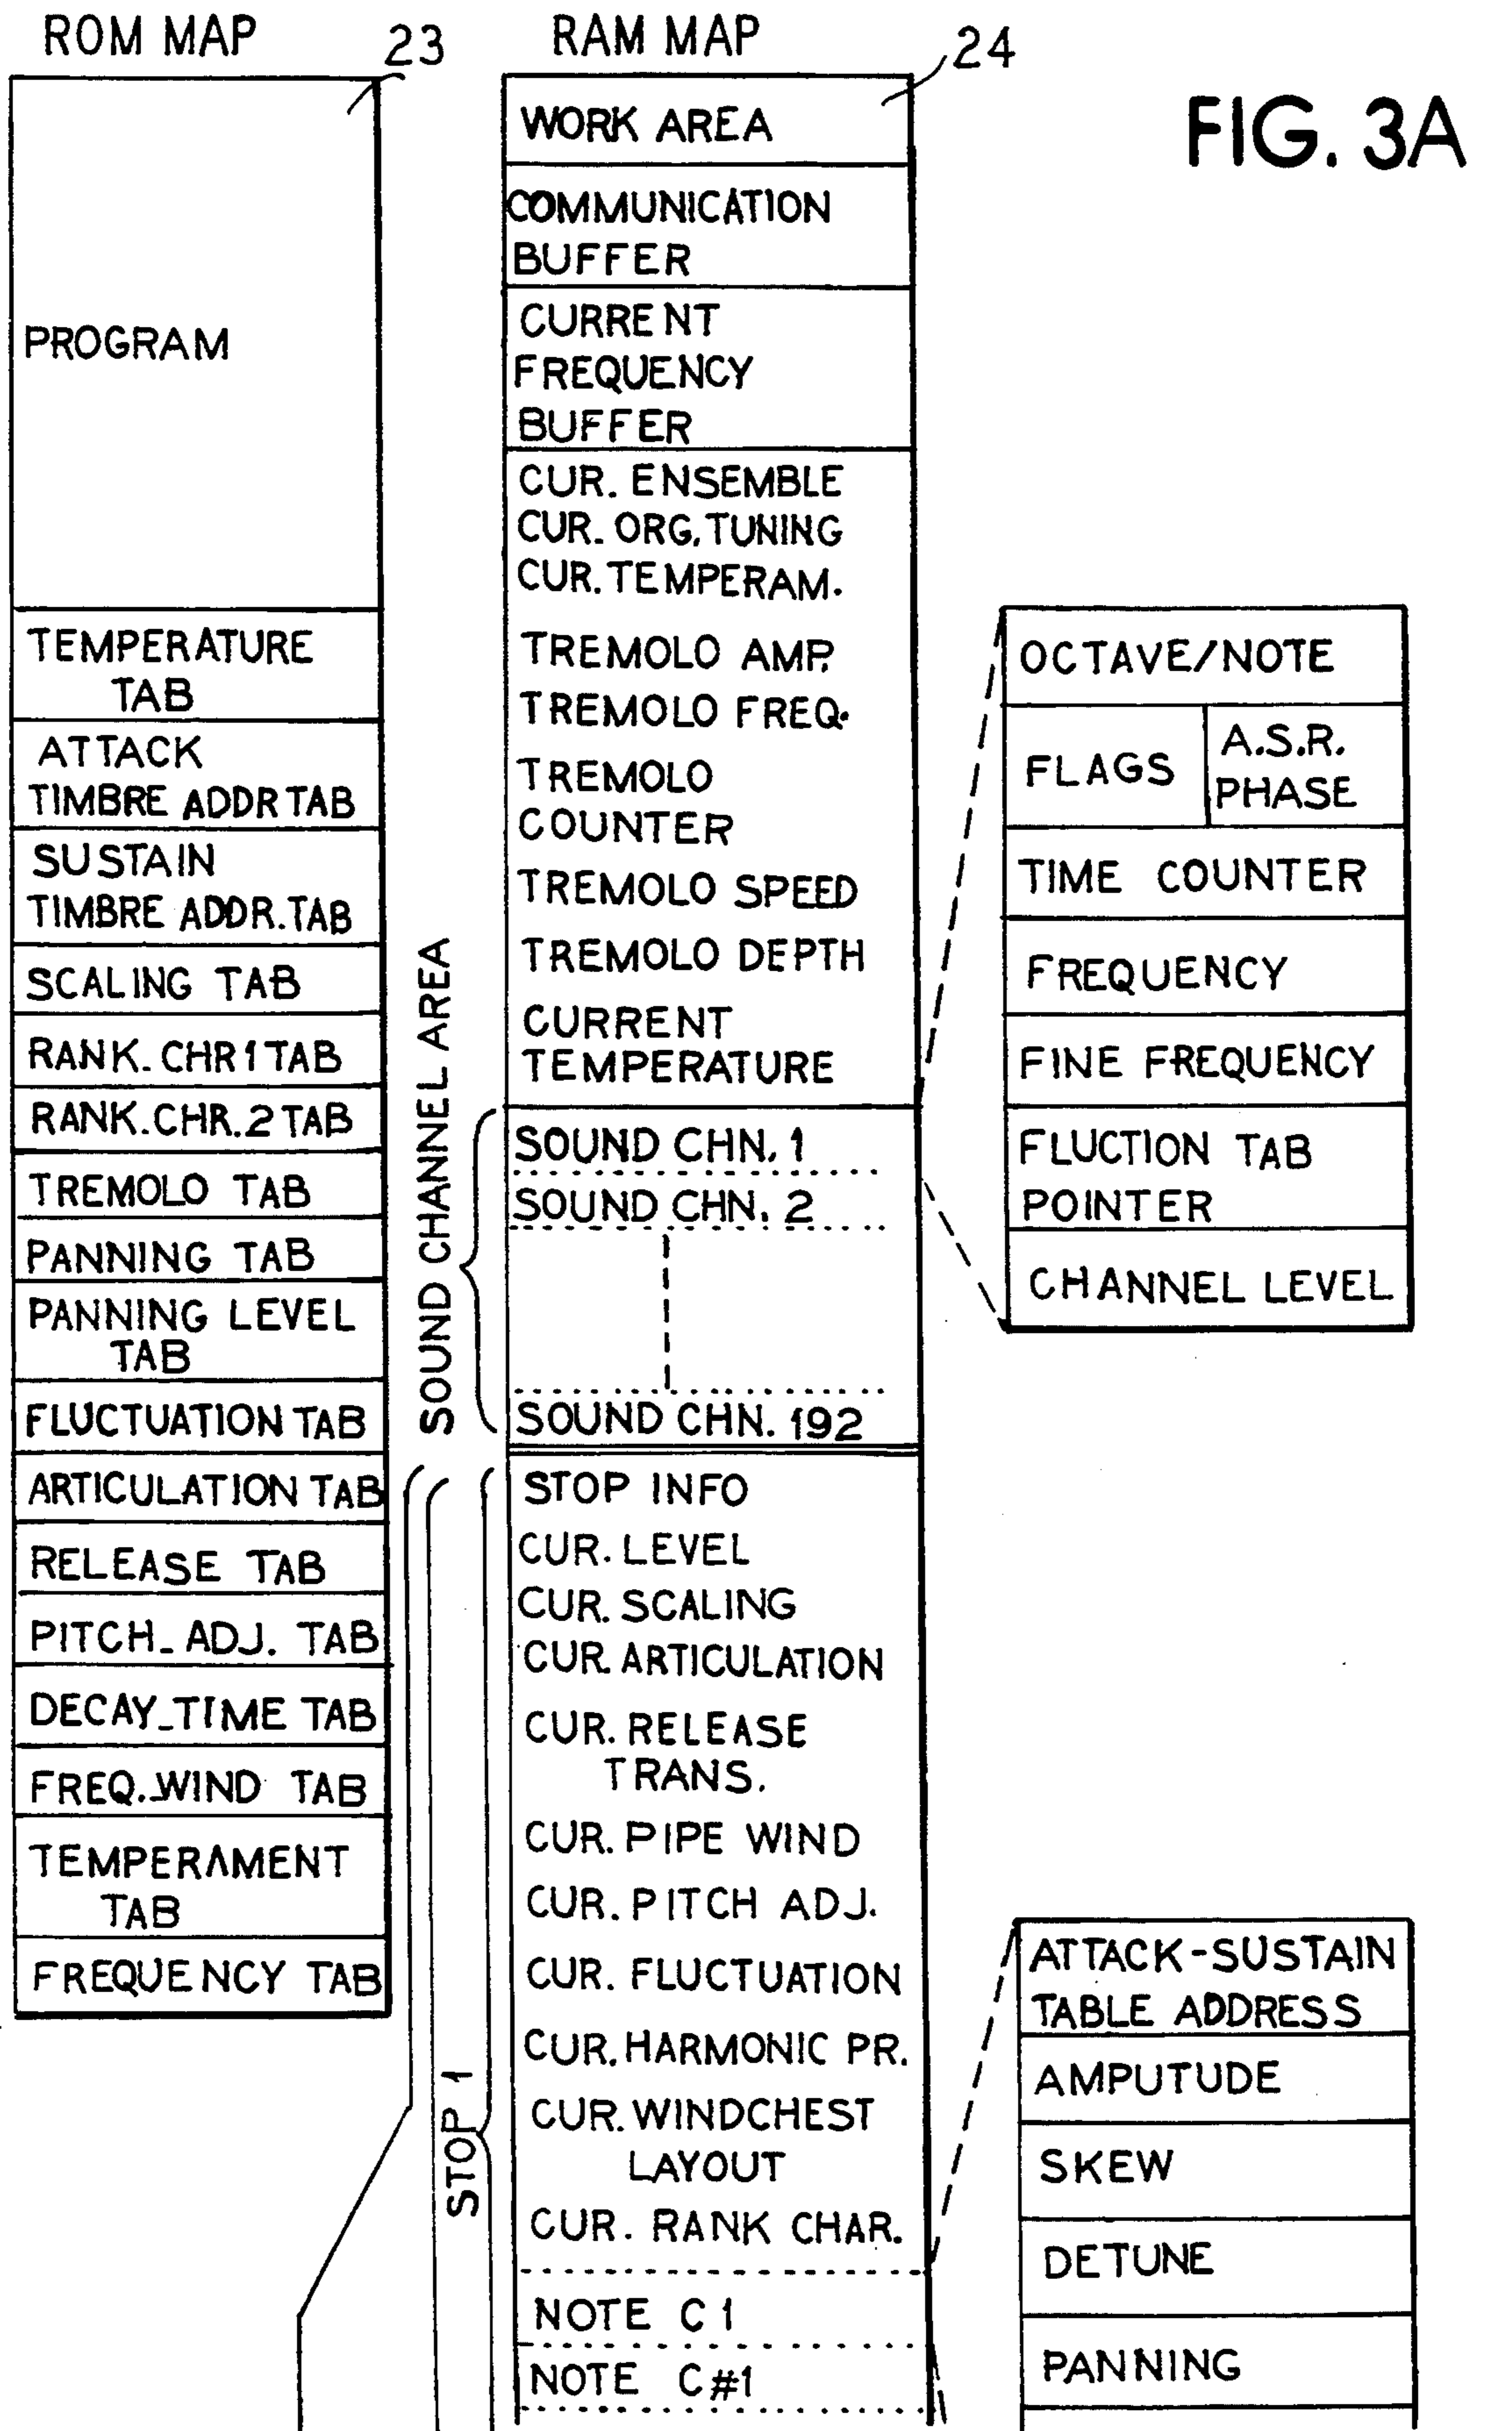 ROM MAP
23
PROGRAM
TEMPERATURE
TAB
ATTACK
TIMBRE ADDR TAB
SUSTAIN
TIMBRE ADDR. TAB
SCALING TAB
RANK_CHR1 TAB
RANK_CHR.2 TAB
TREMOLO TAB
PANNING TAB
PANNING LEVEL
TAB
FLUCTUATION TAB
ARTICULATION TAB
RELEASE TAB
PITCH_ADJ. TAB
DECAY_TIME TAB
FREQ._WIND TAB
TEMPERAMENT
TAB
FREQUENCY TAB
RAM MAP
24
WORK AREA
COMMUNICATION
BUFFER
CURRENT
FREQUENCY
BUFFER
CUR. ENSEMBLE
CUR. ORG. TUNING
CUR. TEMPERAM.
TREMOLO AMP.
TREMOLO FREQ.
TREMOLO
COUNTER
TREMOLO SPEED
TREMOLO DEPTH
CURRENT
TEMPERATURE
SOUND CHANNEL AREA
SOUND CHN. 1
SOUND CHN. 2
SOUND CHN. 192
STOP 1
STOP INFO
CUR. LEVEL
CUR. SCALING
CUR. ARTICULATION
CUR. RELEASE
TRANS.
CUR. PIPE WIND
CUR. PITCH ADJ.
CUR. FLUCTUATION
CUR. HARMONIC PR.
CUR. WINDCHEST
LAYOUT
CUR. RANK CHAR.
NOTE C1
NOTE C#1
FIG. 3A
OCTAVE/NOTE
FLAGS
A.S.R.
PHASE
TIME COUNTER
FREQUENCY
FINE FREQUENCY
FLUCTION TAB
POINTER
CHANNEL LEVEL
ATTACK-SUSTAIN
TABLE ADDRESS
AMPUTUDE
SKEW
DETUNE
PANNING